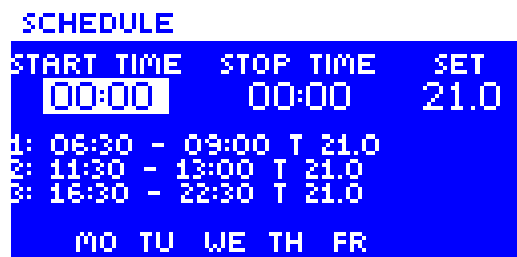 SCHEDULE
START TIME STOP TIME SET
00:00 00:00 21.0
1: 06:30 - 09:00 T 21.0
2: 11:30 - 13:00 T 21.0
3: 16:30 - 22:30 T 21.0
MO TU WE TH FR